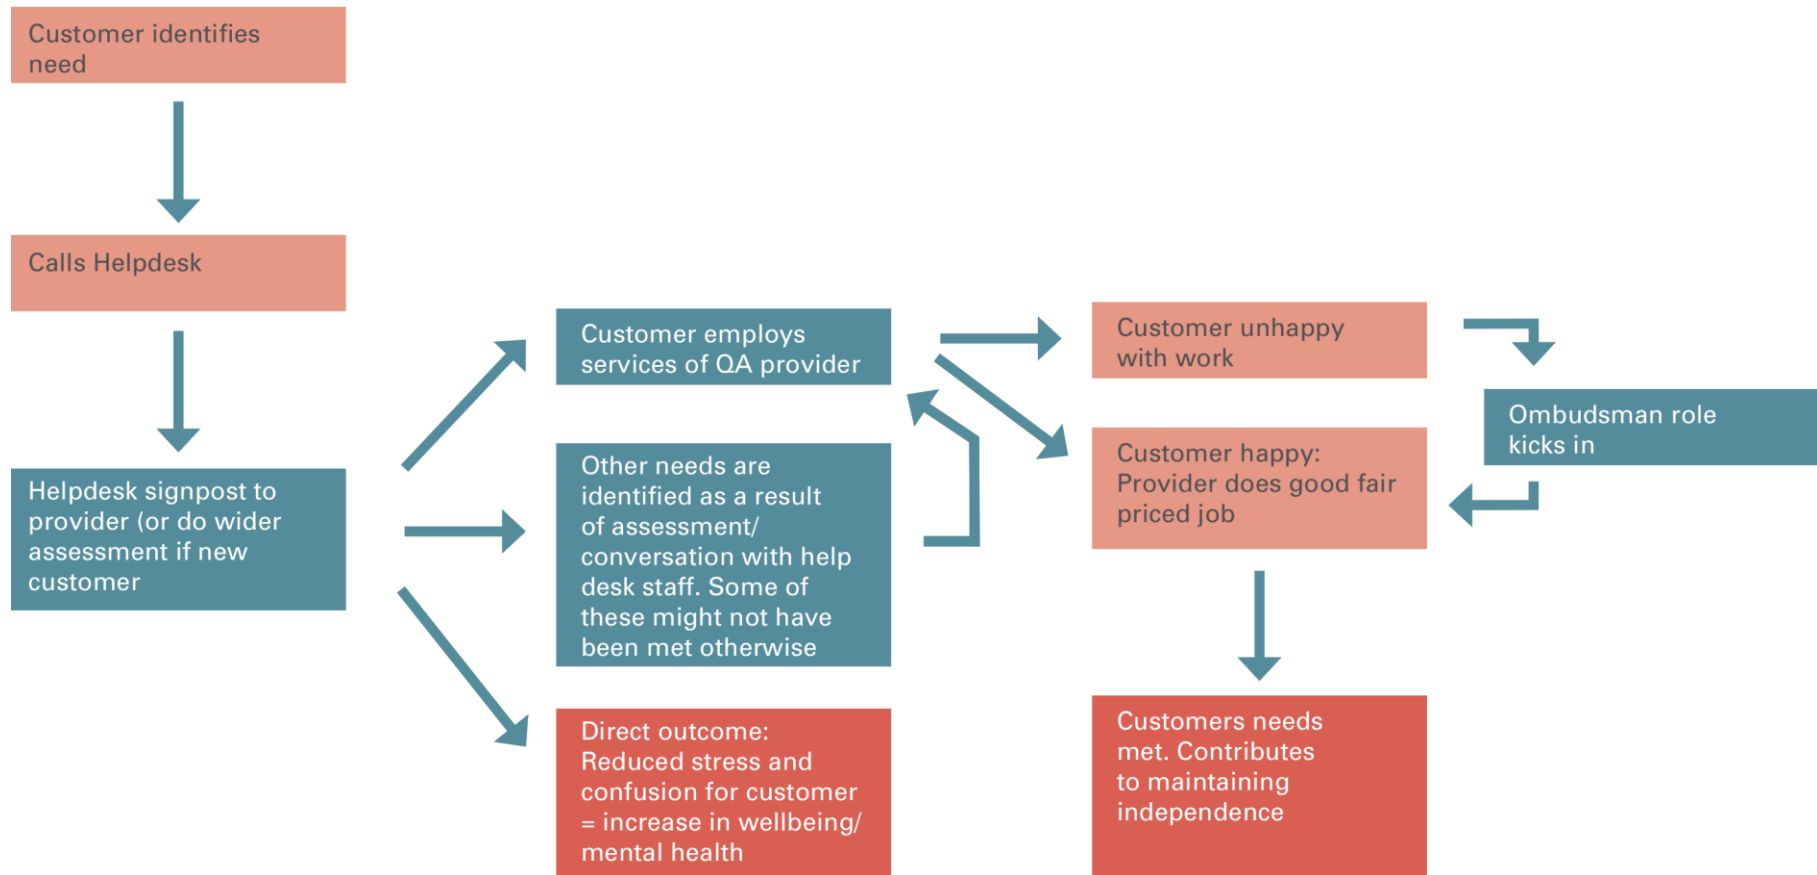 Customer identifies
need
Calls Helpdesk
Helpdesk signpost to
provider (or do wider
assessment if new
customer
Customer employs
services of QA provider
Other needs are
identified as a result
of assessment/
conversation with help
desk staff. Some of
these might not have
been met otherwise
Direct outcome:
Reduced stress and
confusion for customer
= increase in wellbeing/
mental health
Customer unhappy
with work
Customer happy:
Provider does good fair
priced job
Customers needs
met. Contributes
to maintaining
independence
Ombudsman role
kicks in